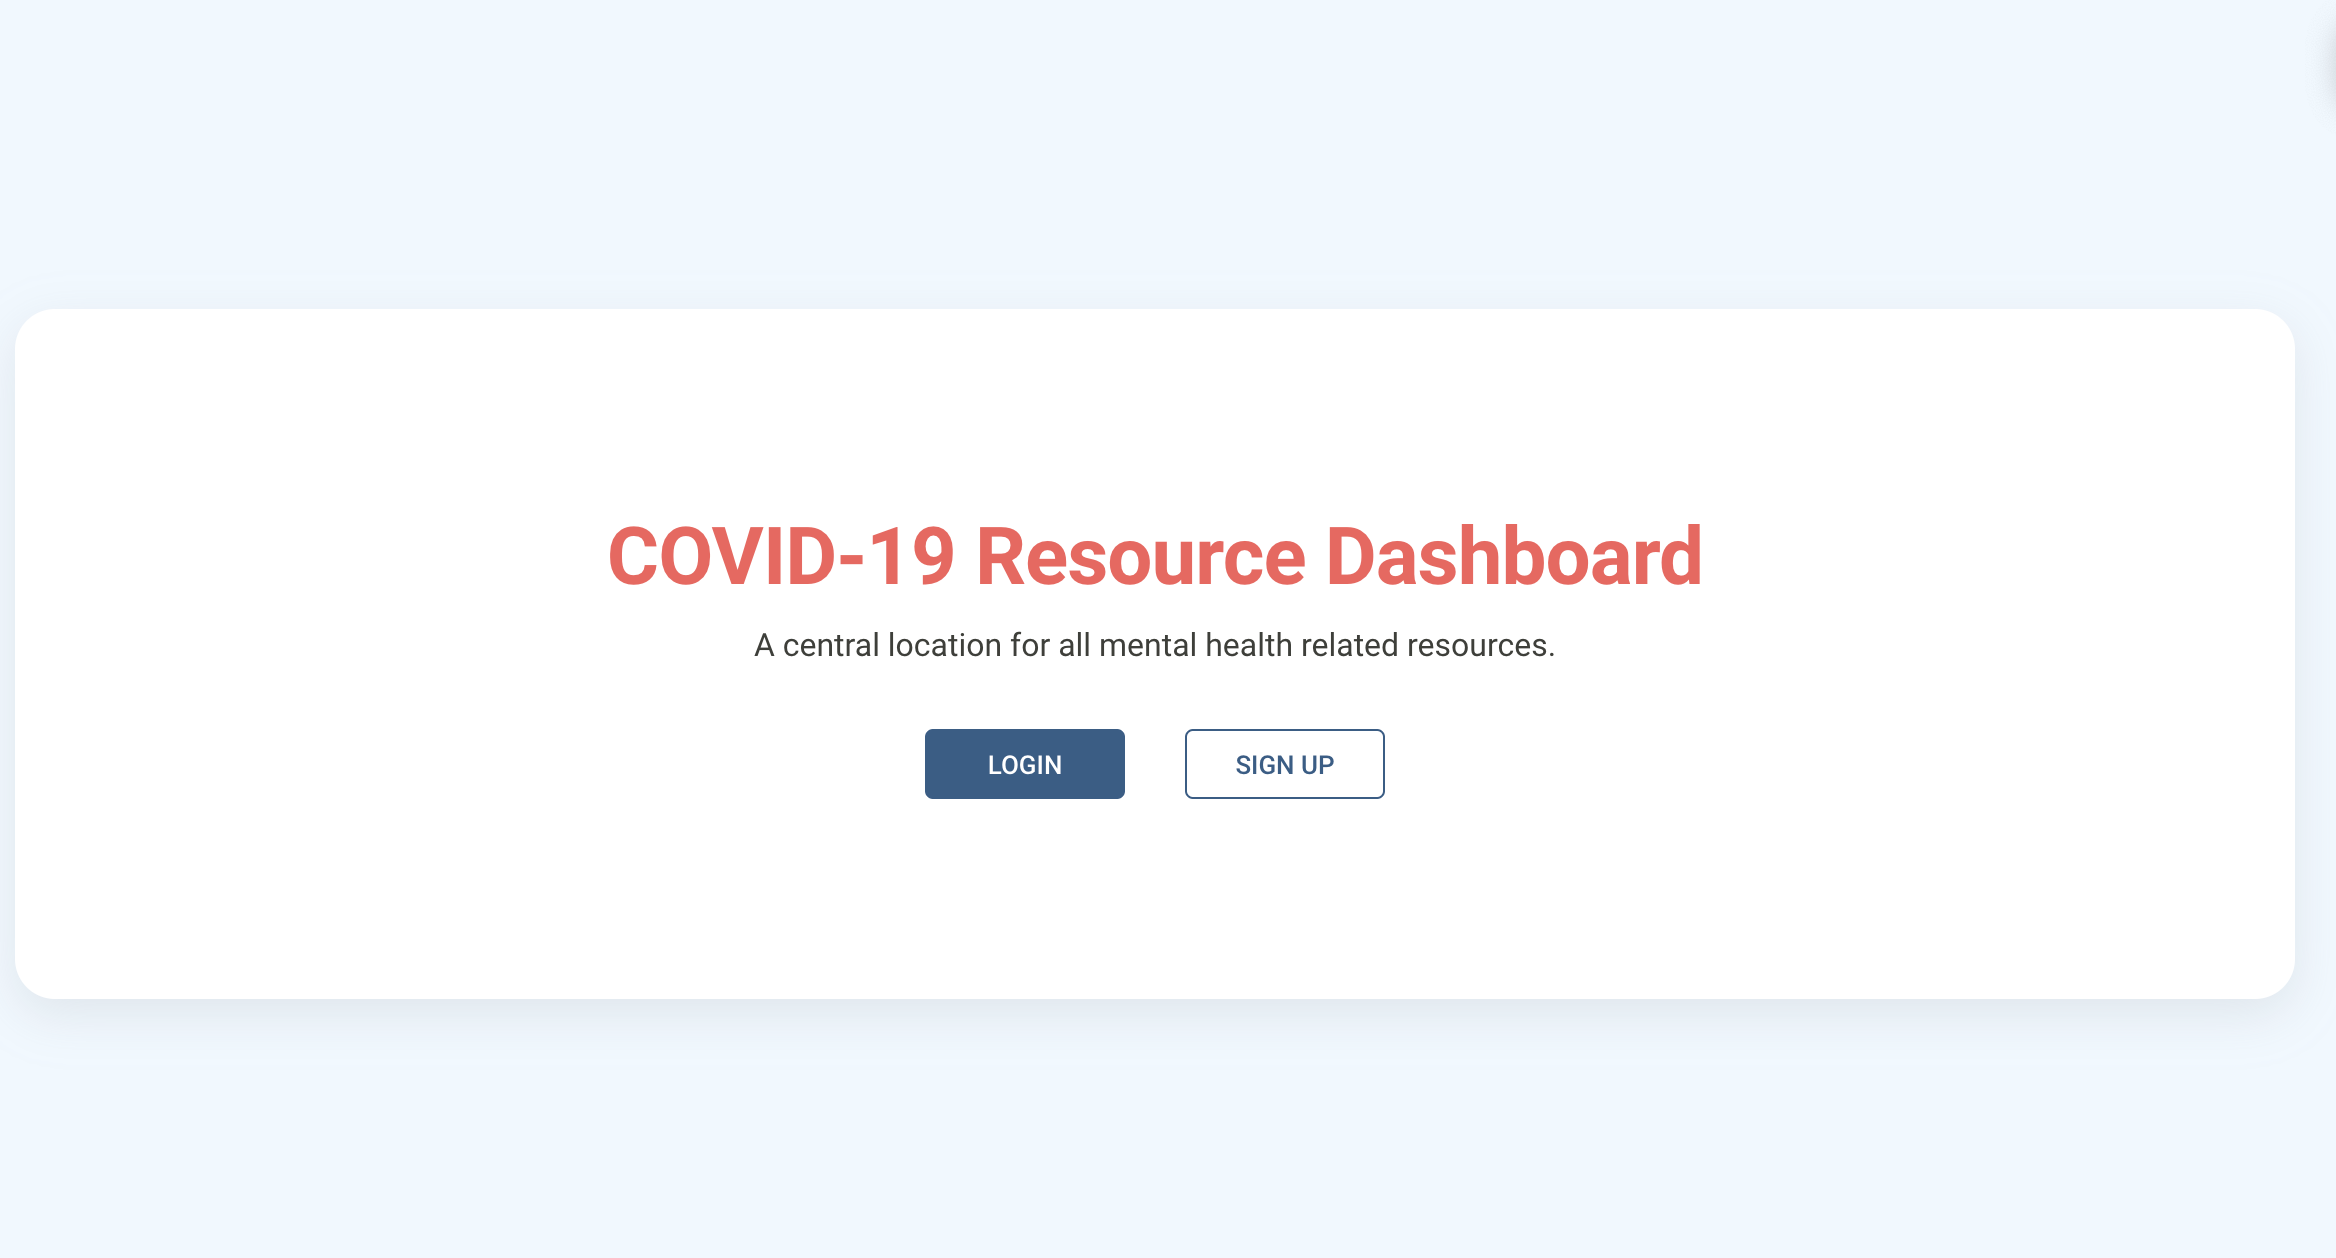 COVID-19 Resource Dashboard
A central location for all mental health related resources.
LOGIN
SIGN UP